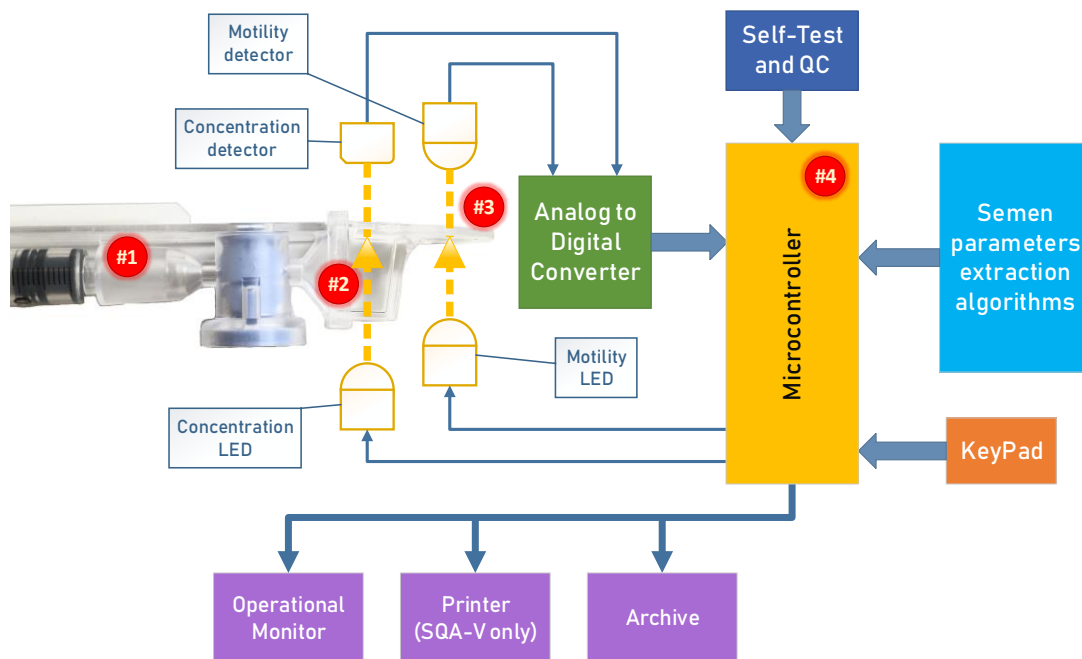 Motility
detector
Self-Test
and QC
Concentration
detector
#4
#3
Analog to
Digital
Converter
Semen
parameters
extraction
algorithms
#1
#2
Microcontroller
Motility
LED
Concentration
LED
KeyPad
Operational
Monitor
Printer
(SQA-V only)
Archive